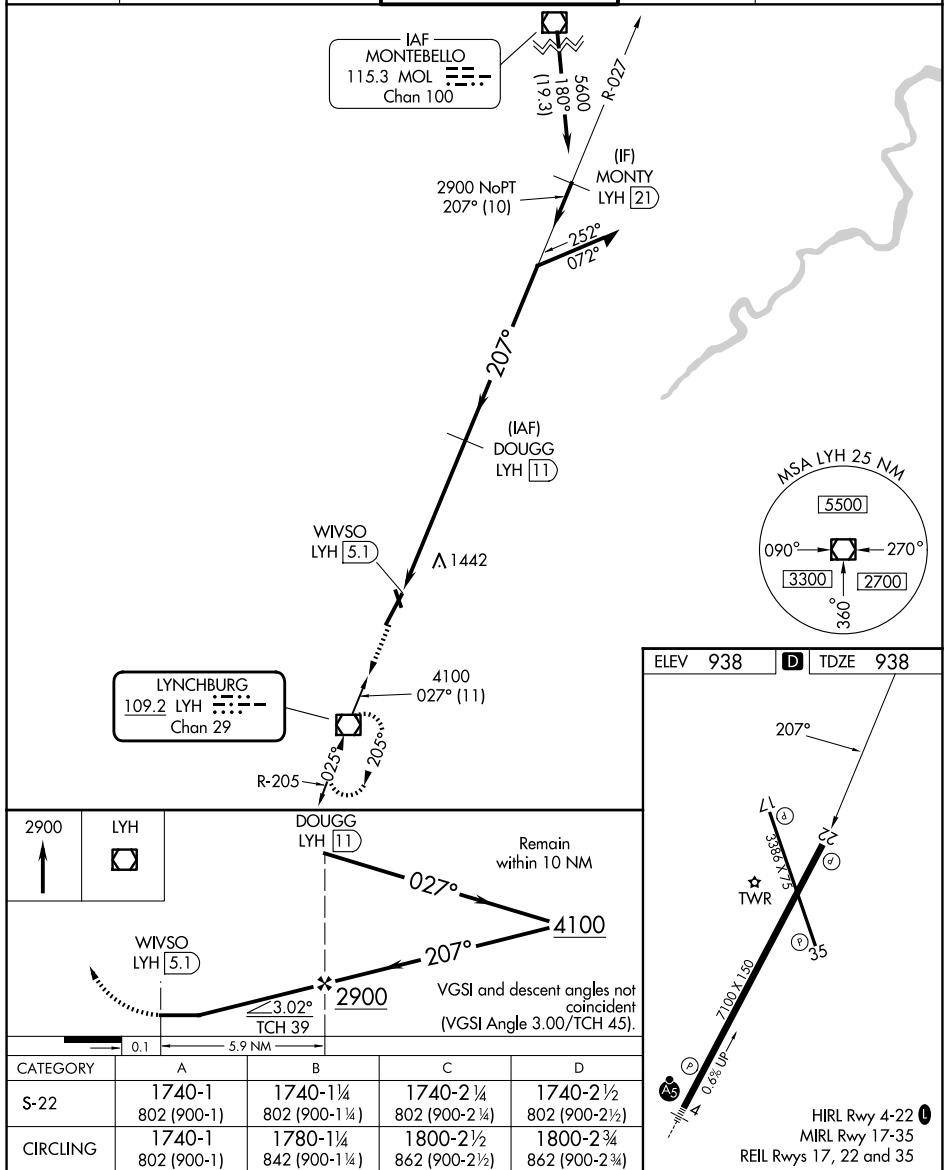 IAF
MONTEBELLO
115.3 MOL
Chan 100
5600
180°
(19.3)
R-027
(IF)
MONTY
LYH 21
2900 NoPT
207° (10)
252°
072°
207°
(IAF)
DOUGG
LYH 11
WIVSO
LYH 5.1
1442
MSA LYH 25 NM
5500
090°
270°
3300
2700
360°
LYNCHBURG
109.2 LYH
Chan 29
4100
027° (11)
025°
205°
R-205
ELEV 938 D TDZE 938
207°
17
22
P
P
3386 X 75
TWR
P
35
7100 X 150
P
0.6% UP
A5
4
HIRL Rwy 4-22 L
MIRL Rwy 17-35
REIL Rwys 17, 22 and 35
2900
LYH
DOUGG
LYH 11
Remain
within 10 NM
027°
4100
207°
WIVSO
LYH 5.1
2900
3.02°
TCH 39
VGSI and descent angles not
coincident
(VGSI Angle 3.00/TCH 45).
0.1
5.9 NM
CATEGORY A B C D
S-22 1740-1 1740-1¼ 1740-2¼ 1740-2½
802 (900-1) 802 (900-1¼) 802 (900-2¼) 802 (900-2½)
CIRCLING 1740-1 1780-1¼ 1800-2½ 1800-2¾
802 (900-1) 842 (900-1¼) 862 (900-2½) 862 (900-2¾)